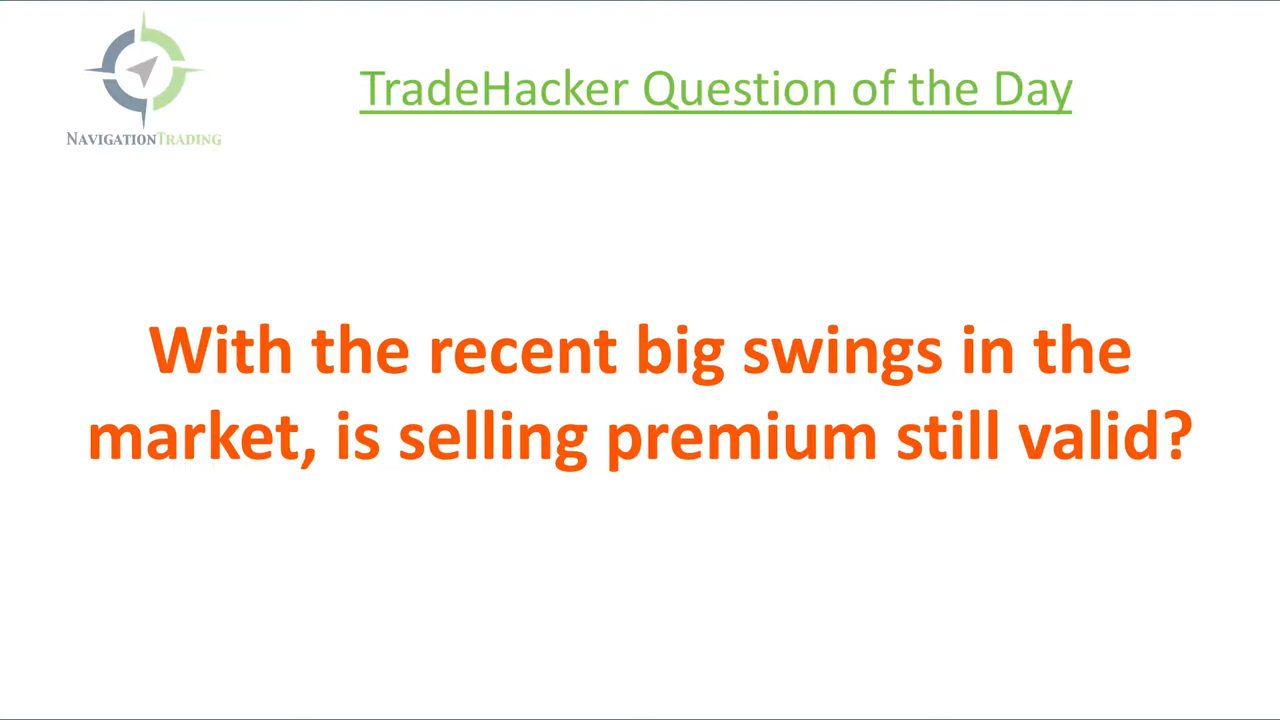 TradeHacker Question of the Day
NAVIGATIONTRADING
With the recent big swings in the
market, is selling premium still valid?